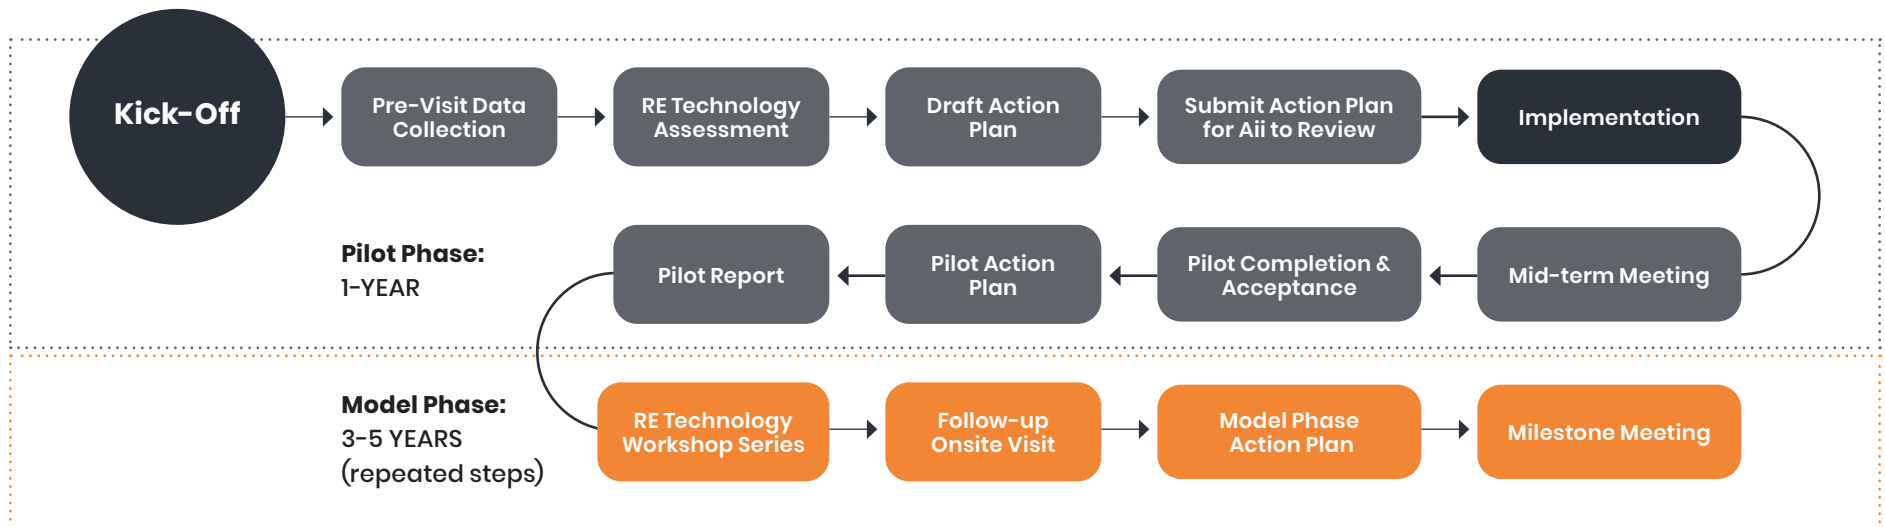 Kick-Off
Pre-Visit Data
Collection
RE Technology
Assessment
Draft Action
Plan
Submit Action Plan
for Aii to Review
Implementation
Pilot Phase:
1-YEAR
Pilot Report
Pilot Action
Plan
Pilot Completion &
Acceptance
Mid-term Meeting
Model Phase:
3-5 YEARS
(repeated steps)
RE Technology
Workshop Series
Follow-up
Onsite Visit
Model Phase
Action Plan
Milestone Meeting